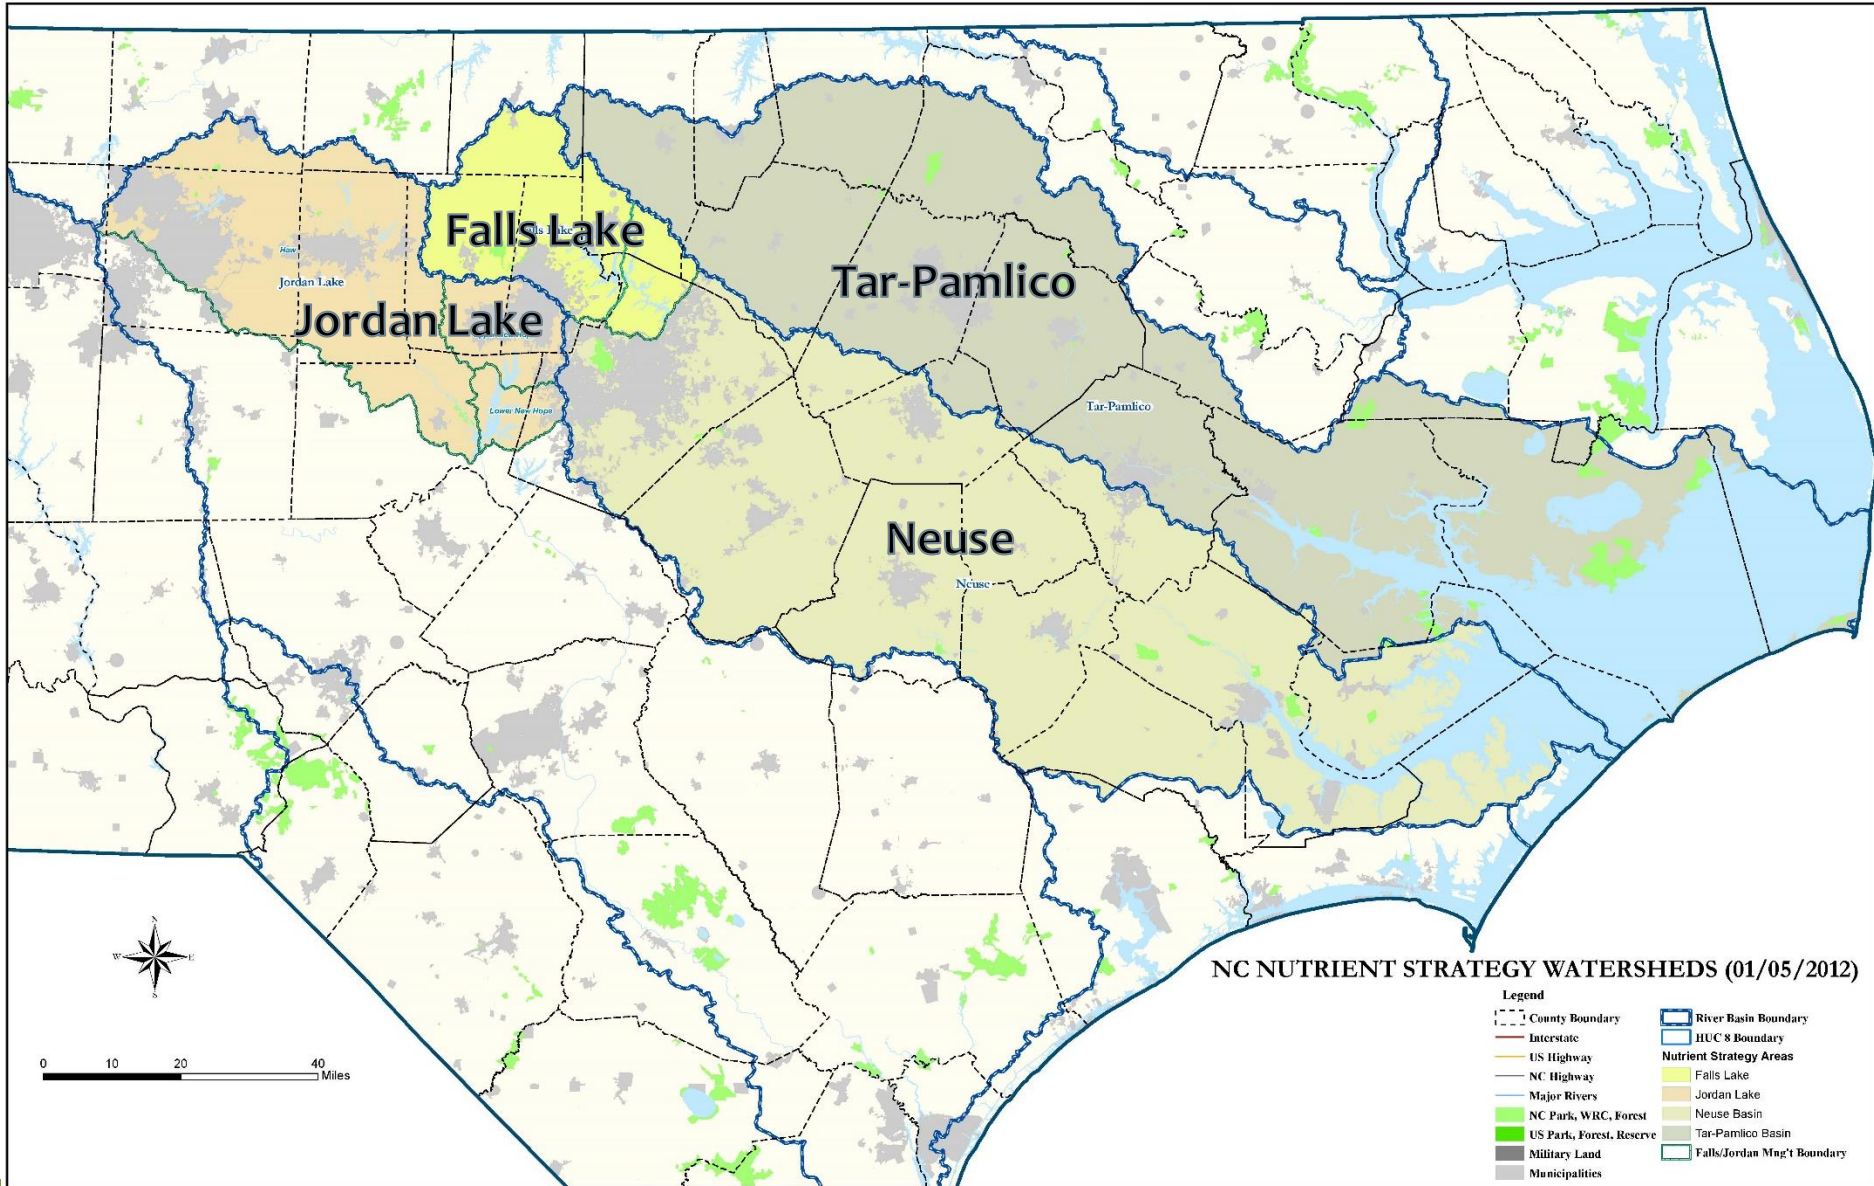 Falls Lake
Tar-Pamlico
Haw
Jordan Lake
Jordan Lake
Tar-Pamlico
Lower New Hope
Neuse
Neuse
N
W E
S
NC NUTRIENT STRATEGY WATERSHEDS (01/05/2012)
Legend
County Boundary
Interstate
US Highway
NC Highway
Major Rivers
NC Park, WRC, Forest
US Park, Forest, Reserve
Military Land
Municipalities
River Basin Boundary
HUC 8 Boundary
Nutrient Strategy Areas
Falls Lake
Jordan Lake
Neuse Basin
Tar-Pamlico Basin
Falls/Jordan Mng't Boundary
0 10 20 40
Miles